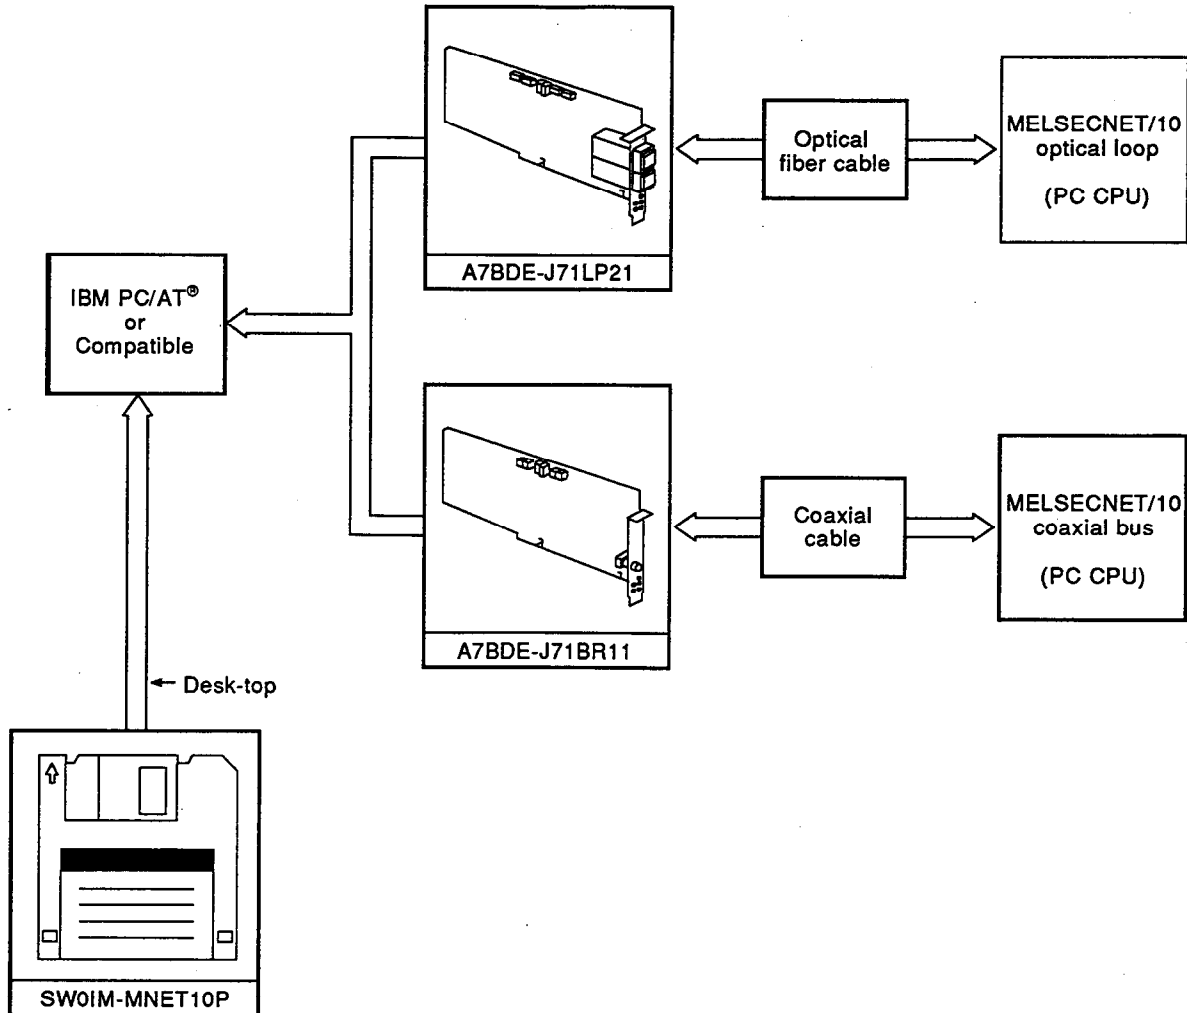 A7BDE-J71LP21
Optical
fiber cable
MELSECNET/10
optical loop
(PC CPU)
IBM PC/AT®
or
Compatible
A7BDE-J71BR11
Coaxial
cable
MELSECNET/10
coaxial bus
(PC CPU)
Desk-top
SW0IM-MNET10P